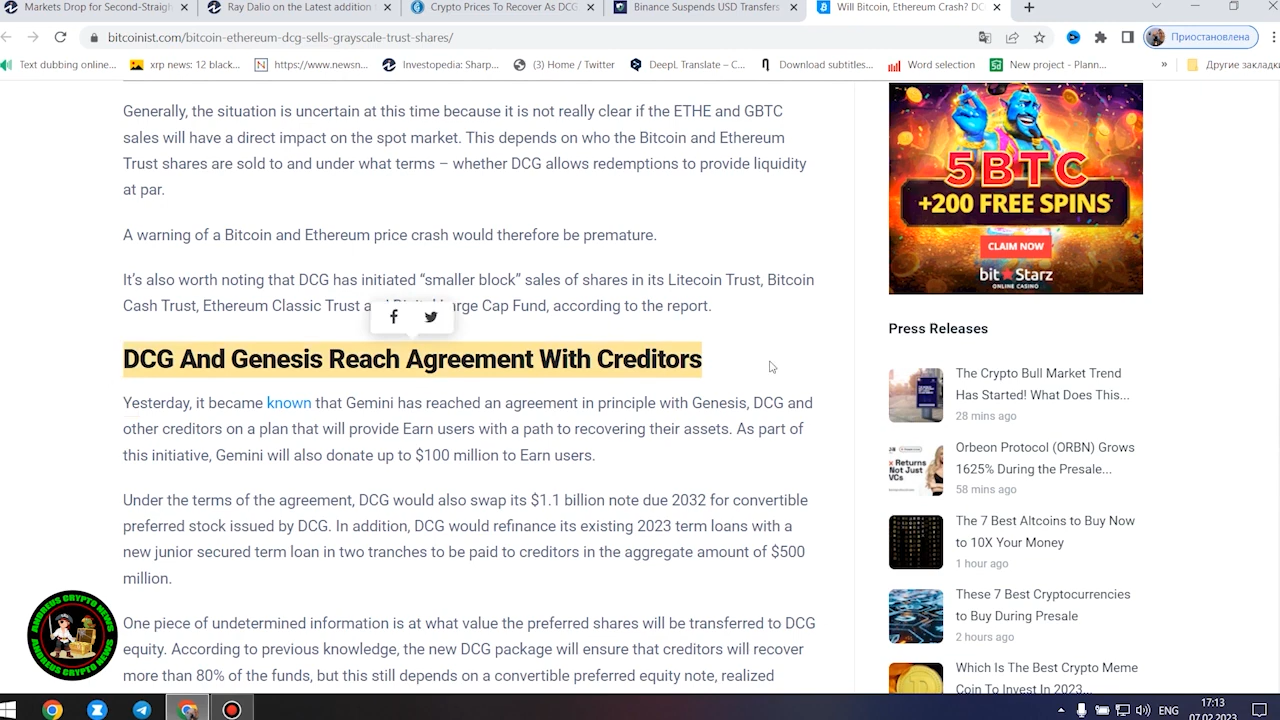 Markets Drop for Second-Straigh
Ray Dalio on the Latest addition
Crypto Prices To Recover As DCG
Binance Suspends USD Transfers
Will Bitcoin, Ethereum Crash? DC
bitcoinist.com/bitcoin-ethereum-dcg-sells-grayscale-trust-shares/
Приостановлена
Text dubbing online...
xrp news: 12 black...
https://www.newsn...
Investopedia: Sharp...
(3) Home / Twitter
DeepL Translate – C...
Download subtitles...
Word selection
New project - Plann...
»
Другие закладки
Generally, the situation is uncertain at this time because it is not really clear if the ETHE and GBTC
sales will have a direct impact on the spot market. This depends on who the Bitcoin and Ethereum
Trust shares are sold to and under what terms – whether DCG allows redemptions to provide liquidity
at par.
A warning of a Bitcoin and Ethereum price crash would therefore be premature.
It's also worth noting that DCG has initiated “smaller block” sales of shares in its Litecoin Trust, Bitcoin
Cash Trust, Ethereum Classic Trust a Large Cap Fund, according to the report.
DCG And Genesis Reach Agreement With Creditors
Yesterday, it became known that Gemini has reached an agreement in principle with Genesis, DCG and
other creditors on a plan that will provide Earn users with a path to recovering their assets. As part of
this initiative, Gemini will also donate up to $100 million to Earn users.
Under the terms of the agreement, DCG would also swap its $1.1 billion note due 2032 for convertible
preferred stock issued by DCG. In addition, DCG would refinance its existing 2023 term loans with a
new junior secured term loan in two tranches to be paid to creditors in the aggregate amount of $500
million.
One piece of undetermined information is at what value the preferred shares will be transferred to DCG
equity. According to previous knowledge, the new DCG package will ensure that creditors will recover
more than 80% of the funds, but this still depends on a convertible preferred equity note, realized
5BTC
+200 FREE SPINS
CLAIM NOW
bitStarz
ONLINE CASINO
Press Releases
The Crypto Bull Market Trend
Has Started! What Does This...
28 mins ago
Returns
Not Just
VCs
Orbeon Protocol (ORBN) Grows
1625% During the Presale...
58 mins ago
The 7 Best Altcoins to Buy Now
to 10X Your Money
1 hour ago
These 7 Best Cryptocurrencies
to Buy During Presale
2 hours ago
Which Is The Best Crypto Meme
Coin To Invest In 2023...
ANDREUS CRYPTO NEWS
ANDREUS CRYPTO NEWS
ENG
17:13
07.02.2023